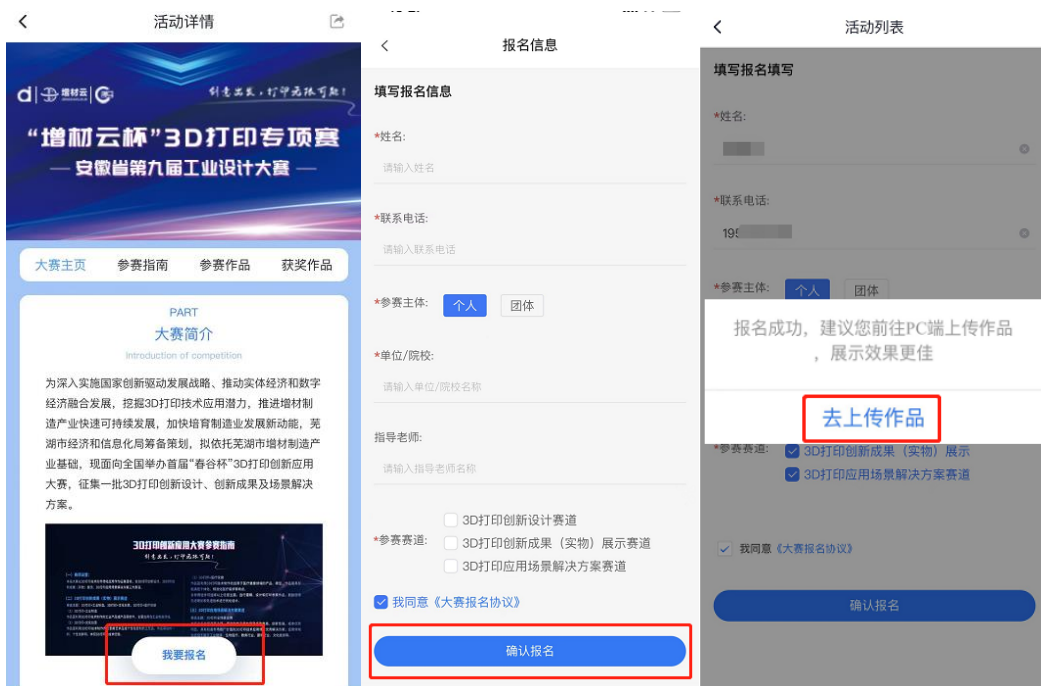 活动详情
增材云
创意出众，打印无祙可能！
“增材云杯”3D打印专项赛
— 安徽省第九届工业设计大赛 —
大赛主页 参赛指南 参赛作品 获奖作品
PART
大赛简介
Introduction of competition
为深入实施国家创新驱动发展战略、推动实体
经济融合发展，挖掘3D打印技术应用潜力，推进增材制
造产业快速可持续发展，加快培育制造业发展新动能，芜
湖市经济和信息化局筹备策划，拟依托芜湖市增材制造产
业基础，现面向全国举办首届“春谷杯”3D打印创新应用
大赛，征集一批3D打印创新设计、创新成果及场景解决
方案。
3D打印创新应用大赛参赛指南
我要报名
报名信息
填写报名信息
*姓名:
请输入姓名
*联系电话:
请输入联系电话
*参赛主体: 个人 团体
*单位/院校:
请输入单位/院校名称
指导老师:
请输入指导老师名称
3D打印创新设计赛道
*参赛赛道: 3D打印创新成果（实物）展示赛道
3D打印应用场景解决方案赛道
我同意《大赛报名协议》
确认报名
活动列表
填写报名填写
*姓名:
*联系电话:
195
*参赛主体: 个人 团体
报名成功，建议您前往PC端上传作品
，展示效果更佳
去上传作品
*参赛赛道: 3D打印创新成果（实物）展示
3D打印应用场景解决方案赛道
我同意《大赛报名协议》
确认报名